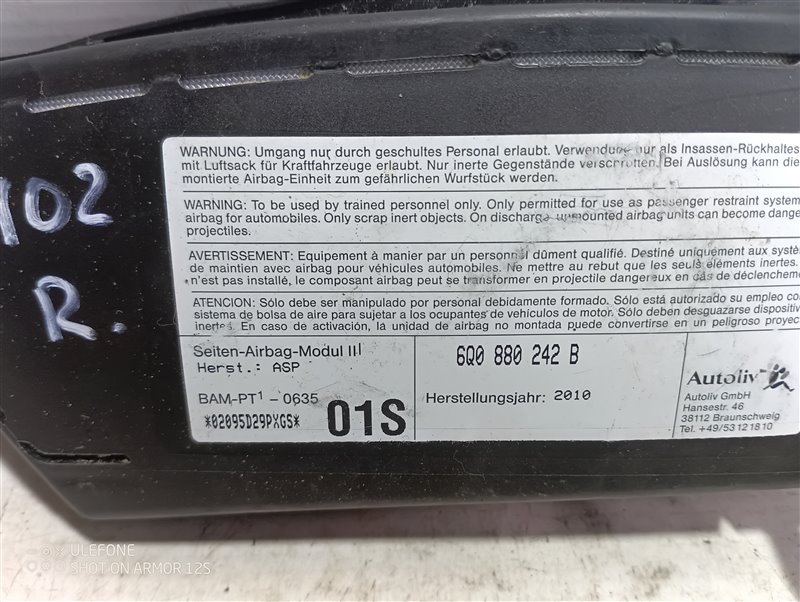 102
R.
WARNUNG: Umgang nur durch geschultes Personal erlaubt. Verwendung nur als Insassen-Rückhaltes
mit Luftsack für Kraftfahrzeuge erlaubt. Nur inerte Gegenstände verschrotten. Bei Auslösung kann die
montierte Airbag-Einheit zum gefährlichen Wurfstück werden.
WARNING: To be used by trained personnel only. Only permitted for use as passenger restraint system
airbag for automobiles. Only scrap inert objects. On discharge unmounted airbag units can become dange
projectiles.
AVERTISSEMENT: Equipement à manier par un personnel dûment qualifié. Destiné uniquement aux systè
de maintien avec airbag pour véhicules automobiles. Ne mettre au rebut que les seuls éléments inertes.
n'est pas installé, le composant airbag peut se transformer en projectile dangereux en cas de déclencheme
ATENCION: Sólo debe ser manipulado por personal debidamente formado. Sólo está autorizado su empleo co
sistema de bolsa de aire para sujetar a los ocupantes de vehículos de motor. Sólo deben desguazarse dispositiv
inertes. En caso de activación, la unidad de airbag no montada puede convertirse en un peligroso proyec
Seiten-Airbag-Modul III
Herst.: ASP
6Q0 880 242 B
BAM-PT¹ - 0635
*02095D29PXGS*
01S
Herstellungsjahr: 2010
Autoliv
Autoliv GmbH
Hansestr. 46
38112 Braunschweig
Tel. +49/53 12 18 10
ULEFONE
SHOT ON ARMOR 12S